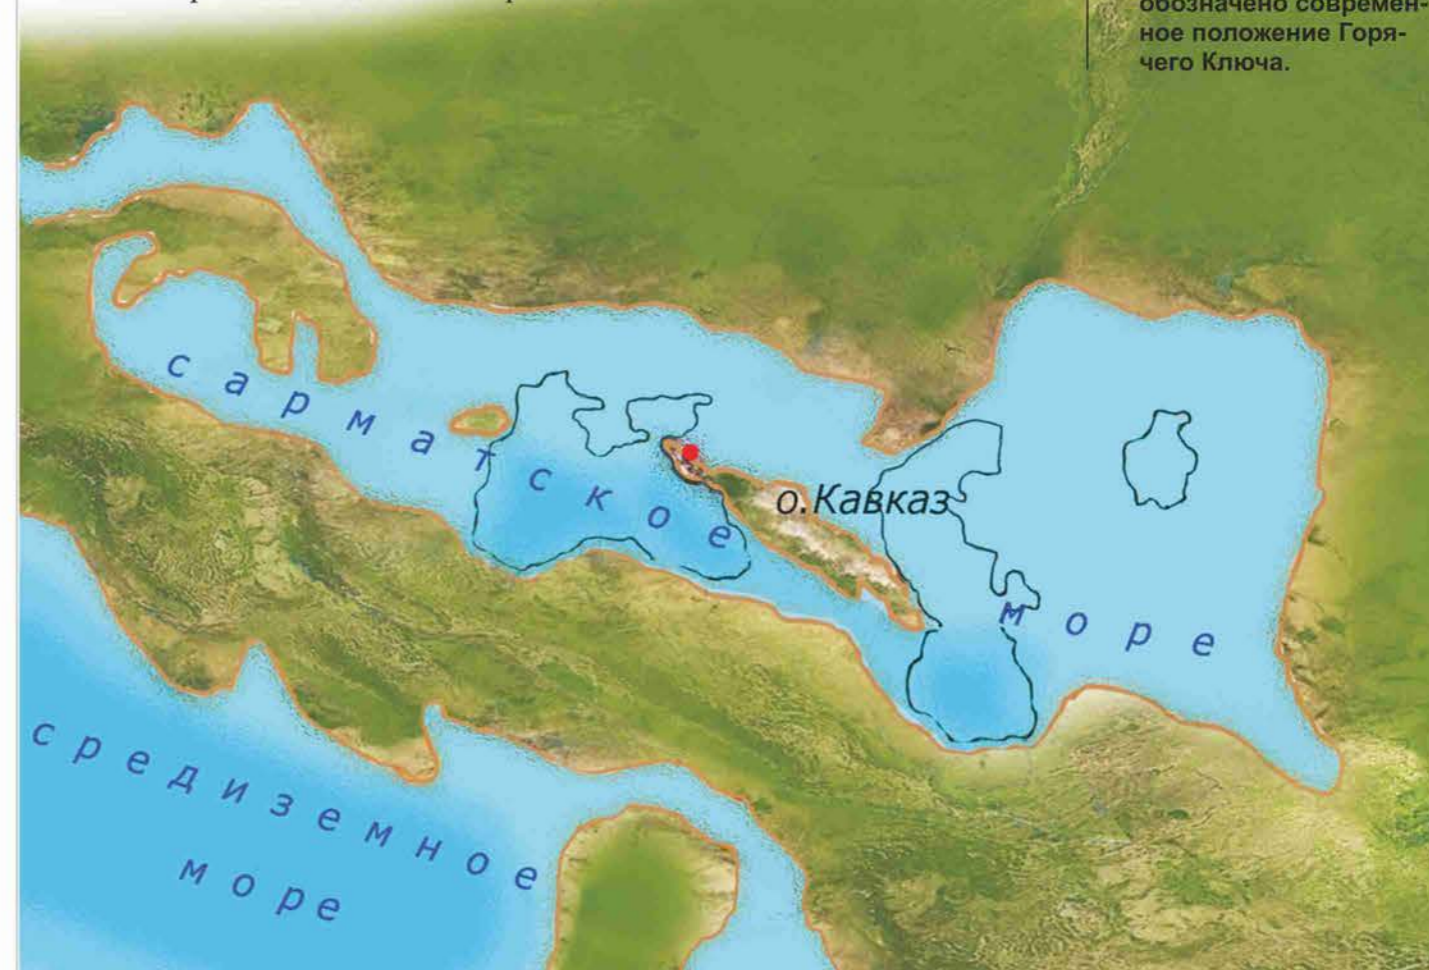 обозначено современ-
ное положение Горя-
чего Ключа.
сарматское море
о.Кавказ
средиземное
море